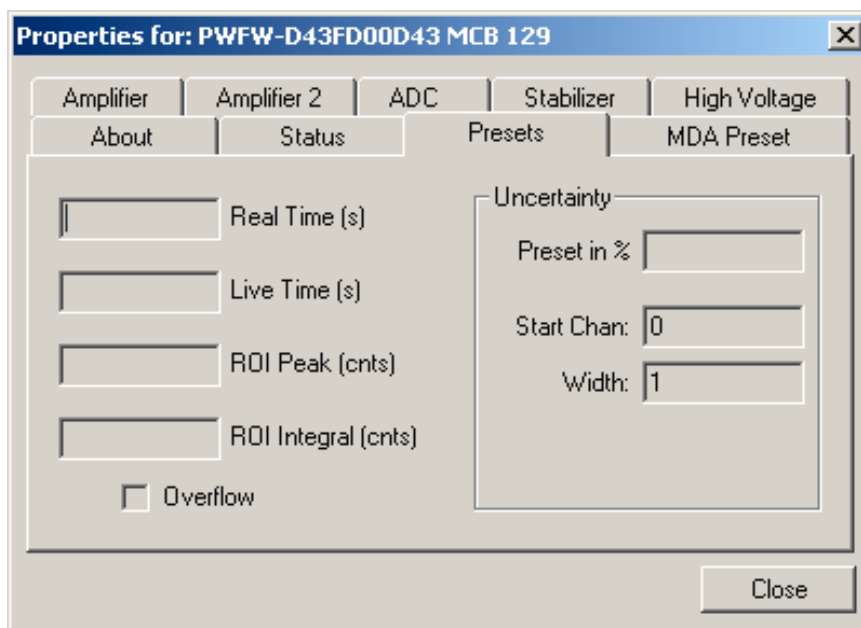 Properties for: PWFW-D43FD00D43 MCB 129
Amplifier Amplifier 2 ADC Stabilizer High Voltage
About Status Presets MDA Preset
Real Time (s)
Live Time (s)
ROI Peak (cnts)
ROI Integral (cnts)
Overflow
Uncertainty
Preset in %
Start Chan: 0
Width: 1
Close